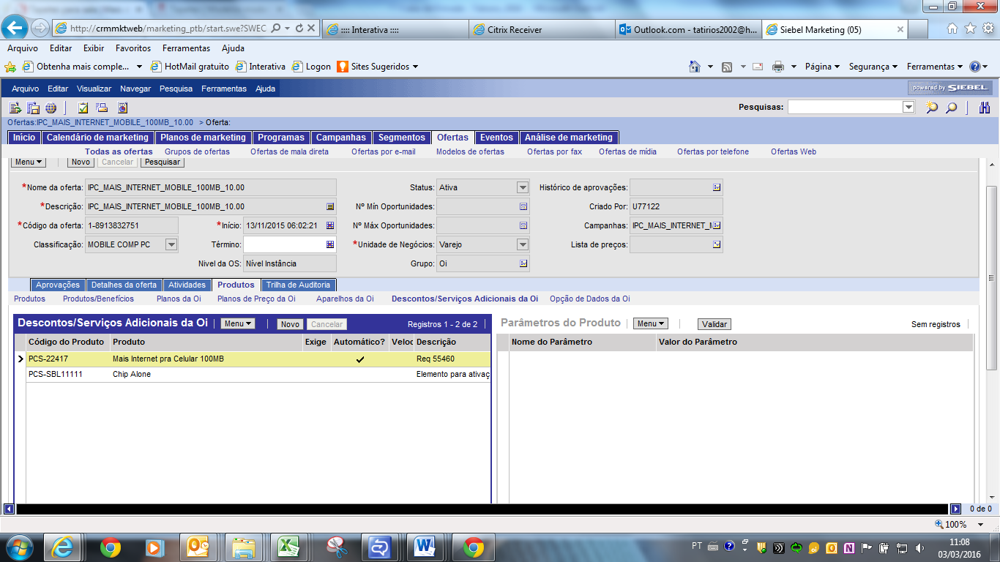 http://crmmktweb/marketing_ptb/start.swe?SWEC
:::: Interativa ::::
Citrix Receiver
Outlook.com - tatirios2002@h...
Siebel Marketing (05)
Arquivo Editar Exibir Favoritos Ferramentas Ajuda
Obtenha mais comple... HotMail gratuito Interativa Logon Sites Sugeridos Página Segurança Ferramentas
Arquivo Editar Visualizar Navegar Pesquisa Ferramentas Ajuda powered by SIEBEL
Pesquisas:
Ofertas:IPC_MAIS_INTERNET_MOBILE_100MB_10.00 > Oferta:
Início Calendário de marketing Planos de marketing Programas Campanhas Segmentos Ofertas Eventos Análise de marketing
Todas as ofertas Grupos de ofertas Ofertas de mala direta Ofertas por e-mail Modelos de ofertas Ofertas por fax Ofertas de mídia Ofertas por telefone Ofertas Web
Menu Novo Cancelar Pesquisar
*Nome da oferta: IPC_MAIS_INTERNET_MOBILE_100MB_10.00 Status: Ativa Histórico de aprovações:
*Descrição: IPC_MAIS_INTERNET_MOBILE_100MB_10.00 Nº Mín Oportunidades: Criado Por: U77122
*Código da oferta: 1-8913832751 *Início: 13/11/2015 06:02:21 Nº Máx Oportunidades: Campanhas: IPC_MAIS_INTERNET_M
Classificação: MOBILE COMP PC Término: *Unidade de Negócios: Varejo Lista de preços:
Nivel da OS: Nível Instância Grupo: Oi
Aprovações Detalhes da oferta Atividades Produtos Trilha de Auditoria
Produtos Produtos/Benefícios Planos da Oi Planos de Preço da Oi Aparelhos da Oi Descontos/Serviços Adicionais da Oi Opção de Dados da Oi
Descontos/Serviços Adicionais da Oi Menu Novo Cancelar Registros 1 - 2 de 2 Parâmetros do Produto Menu Validar Sem registros
Código do Produto Produto Exige Automático? Veloc Descrição Nome do Parâmetro Valor do Parâmetro
PCS-22417 Mais Internet pra Celular 100MB Req 55460
PCS-SBL11111 Chip Alone Elemento para ativaç
0 de 0
100%
PT 11:08
03/03/2016